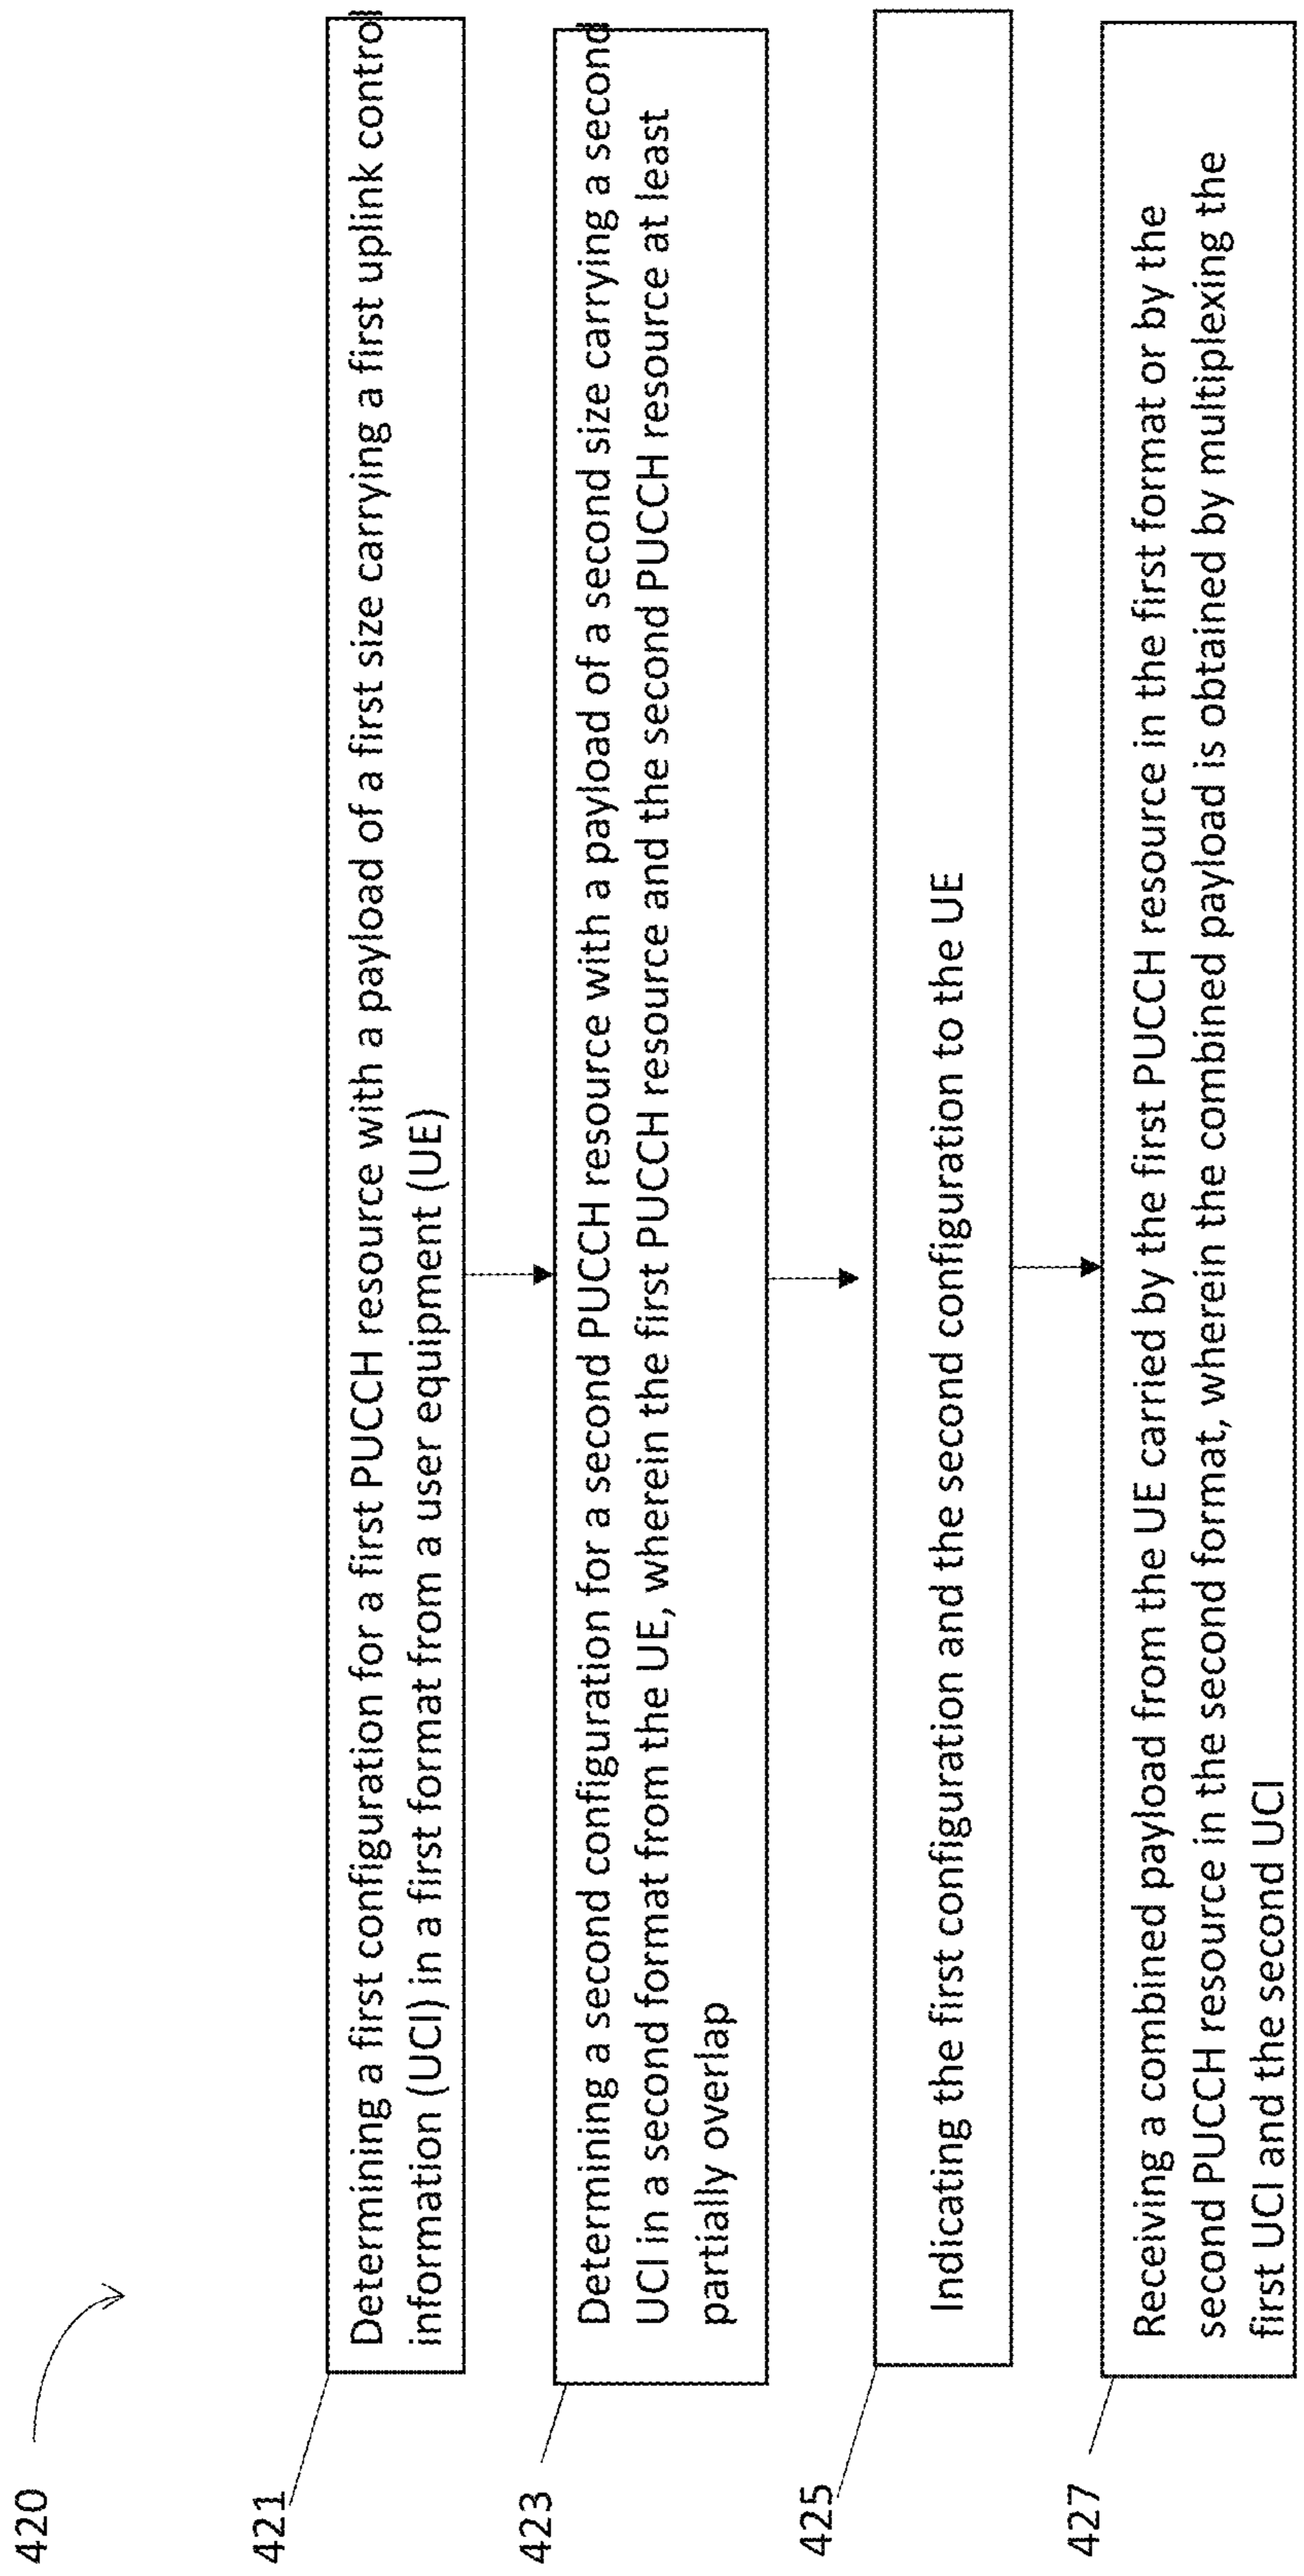 420
421
Determining a first configuration for a first PUCCH resource with a payload of a first size carrying a first uplink control
information (UCI) in a first format from a user equipment (UE)
423
Determining a second configuration for a second PUCCH resource with a payload of a second size carrying a second
UCI in a second format from the UE, wherein the first PUCCH resource and the second PUCCH resource at least
partially overlap
425
Indicating the first configuration and the second configuration to the UE
427
Receiving a combined payload from the UE carried by the first PUCCH resource in the first format or by the
second PUCCH resource in the second format, wherein the combined payload is obtained by multiplexing the
first UCI and the second UCI